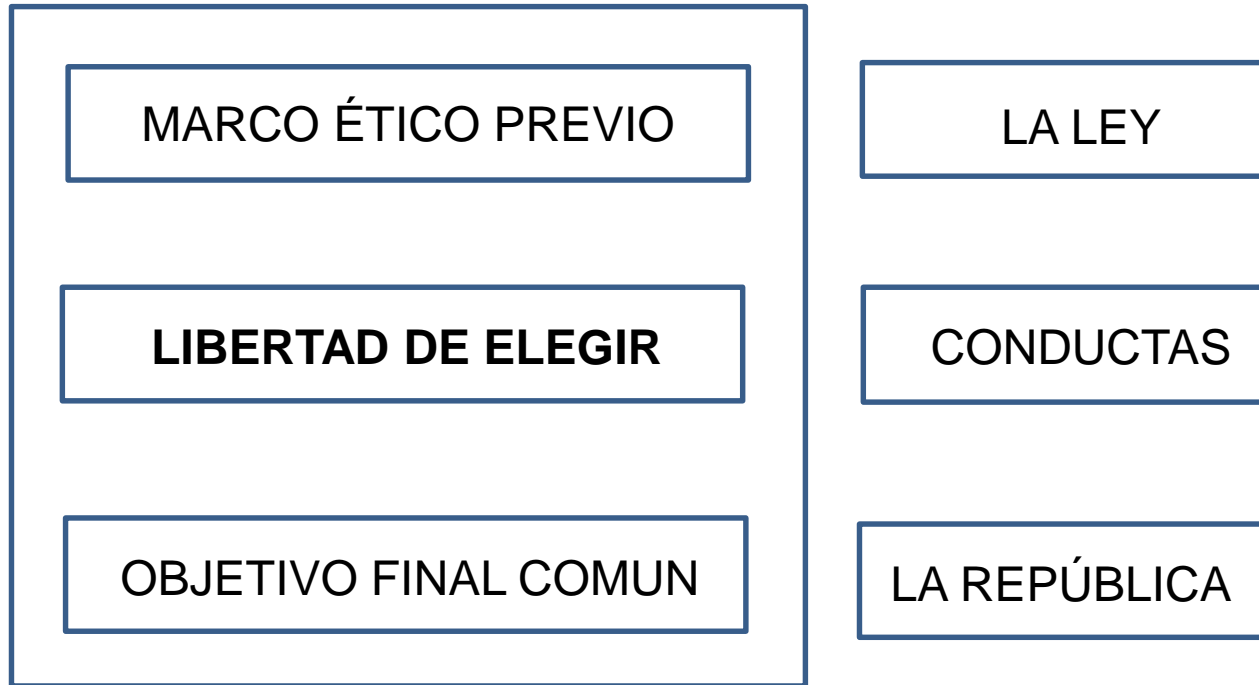 MARCO ÉTICO PREVIO
LA LEY
LIBERTAD DE ELEGIR
CONDUCTAS
OBJETIVO FINAL COMUN
LA REPÚBLICA